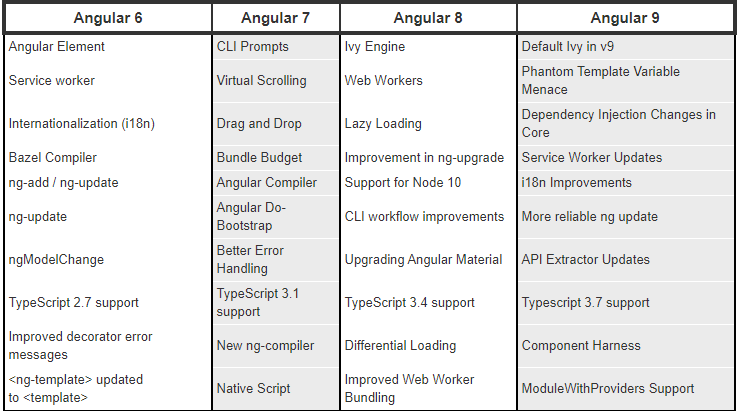 Angular 6 Angular 7 Angular 8 Angular 9
Angular Element CLI Prompts Ivy Engine Default Ivy in v9
Service worker Virtual Scrolling Web Workers Phantom Template Variable
Menace
Internationalization (i18n) Drag and Drop Lazy Loading Dependency Injection Changes in
Core
Bazel Compiler Bundle Budget Improvement in ng-upgrade Service Worker Updates
ng-add / ng-update Angular Compiler Support for Node 10 i18n Improvements
ng-update Angular Do-
Bootstrap CLI workflow improvements More reliable ng update
ngModelChange Better Error
Handling Upgrading Angular Material API Extractor Updates
TypeScript 2.7 support TypeScript 3.1
support TypeScript 3.4 support Typescript 3.7 support
Improved decorator error
messages New ng-compiler Differential Loading Component Harness
<ng-template> updated
to <template> Native Script Improved Web Worker
Bundling ModuleWithProviders Support